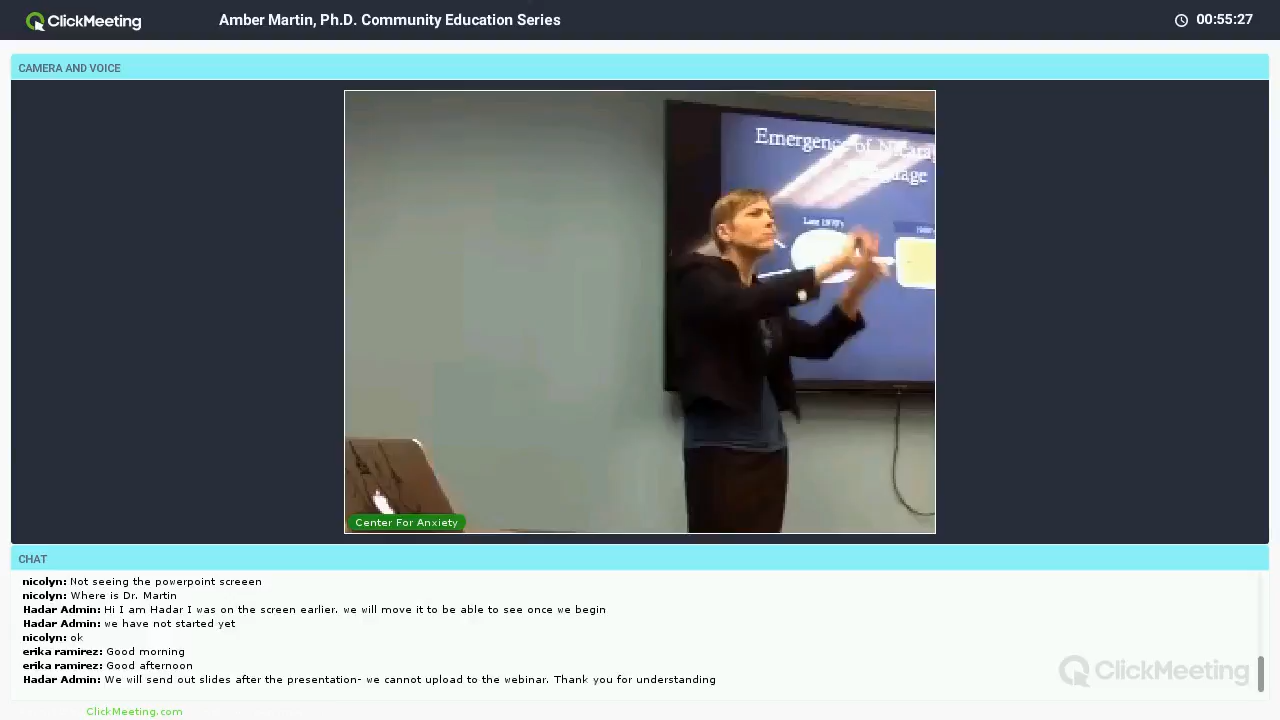 ClickMeeting
Amber Martin, Ph.D. Community Education Series
00:55:27
CAMERA AND VOICE
Emergence of
Language
Center For Anxiety
CHAT
nicolyn: Not seeing the powerpoint screeen
nicolyn: Where is Dr. Martin
Hadar Admin: Hi I am Hadar I was on the screen earlier. we will move it to be able to see once we begin
Hadar Admin: we have not started yet
nicolyn: ok
erika ramirez: Good morning
erika ramirez: Good afternoon
Hadar Admin: We will send out slides after the presentation- we cannot upload to the webinar. Thank you for understanding
ClickMeeting
ClickMeeting.com